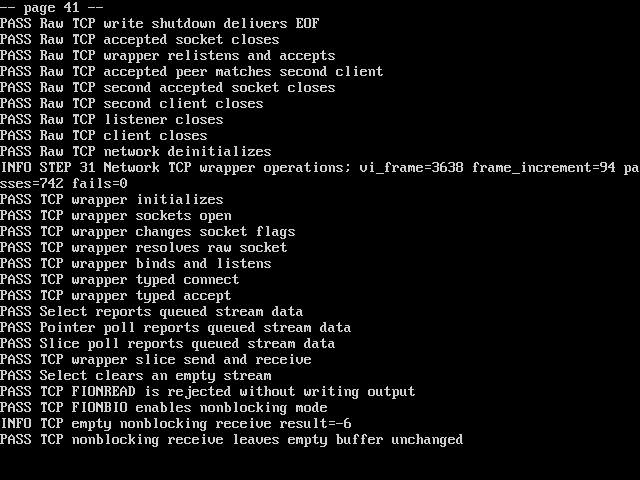 -- page 41 --
PASS Raw TCP write shutdown delivers EOF
PASS Raw TCP accepted socket closes
PASS Raw TCP wrapper relistens and accepts
PASS Raw TCP accepted peer matches second client
PASS Raw TCP second accepted socket closes
PASS Raw TCP second client closes
PASS Raw TCP listener closes
PASS Raw TCP client closes
PASS Raw TCP network deinitializes
INFO STEP 31 Network TCP wrapper operations; vi_frame=3638 frame_increment=94 pa
sses=742 fails=0
PASS TCP wrapper initializes
PASS TCP wrapper sockets open
PASS TCP wrapper changes socket flags
PASS TCP wrapper resolves raw socket
PASS TCP wrapper binds and listens
PASS TCP wrapper typed connect
PASS TCP wrapper typed accept
PASS Select reports queued stream data
PASS Pointer poll reports queued stream data
PASS Slice poll reports queued stream data
PASS TCP wrapper slice send and receive
PASS Select clears an empty stream
PASS TCP FIONREAD is rejected without writing output
PASS TCP FIONBIO enables nonblocking mode
INFO TCP empty nonblocking receive result=-6
PASS TCP nonblocking receive leaves empty buffer unchanged